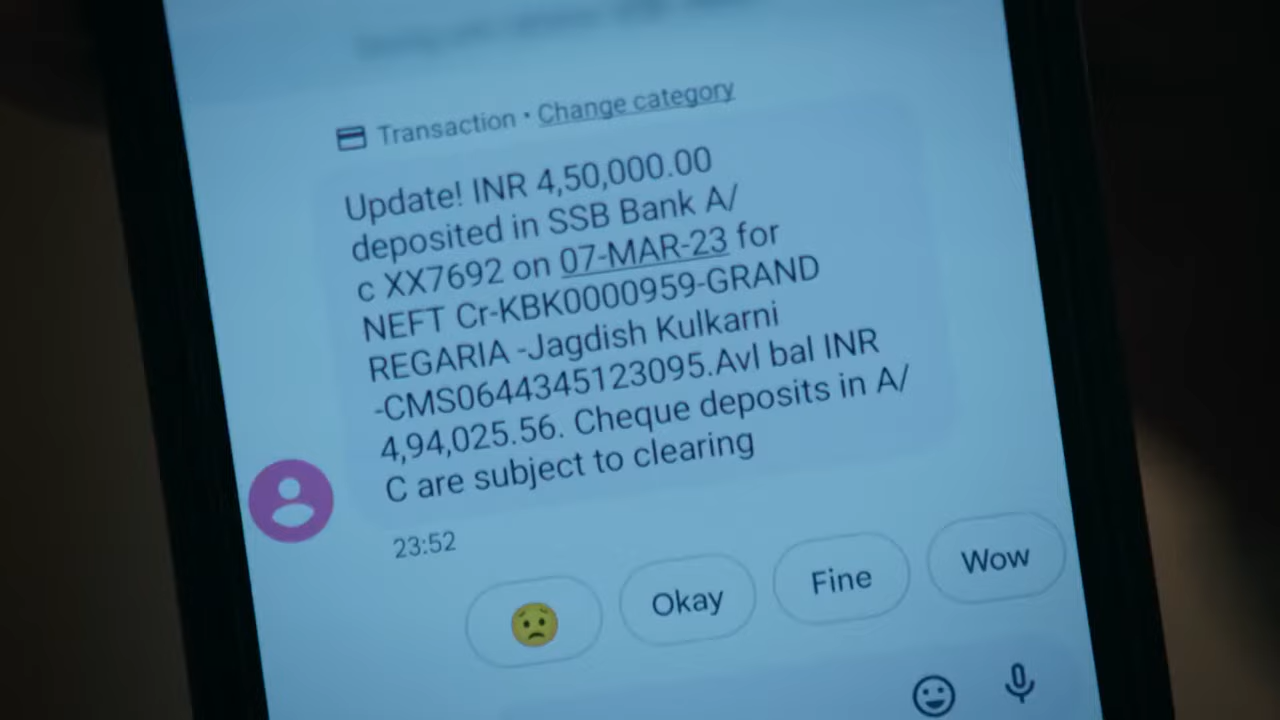 Transaction • Change category
Update! INR 4,50,000.00
deposited in SSB Bank A/
c XX7692 on 07-MAR-23 for
NEFT Cr-KBK0000959-GRAND
REGARIA -Jagdish Kulkarni
-CMS0644345123095.Avl bal INR
4,94,025.56. Cheque deposits in A/
C are subject to clearing
23:52
Okay Fine Wow